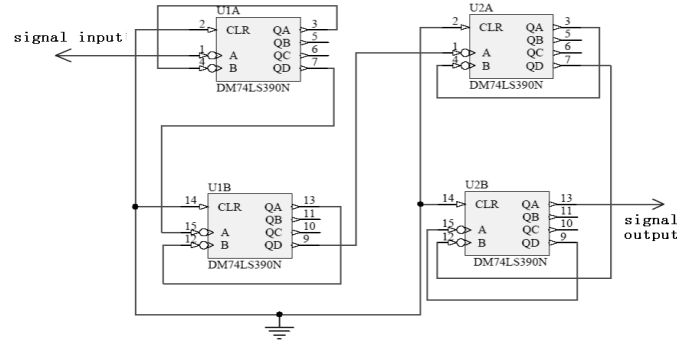 U1A
2 CLR QA 3
QB 5
1 A QC 6
4 B QD 7
DM74LS390N
signal input
U2A
2 CLR QA 3
QB 5
1 A QC 6
4 B QD 7
DM74LS390N
U1B
14 CLR QA 13
QB 11
15 A QC 10
12 B QD 9
DM74LS390N
U2B
14 CLR QA 13
QB 11
15 A QC 10
12 B QD 9
DM74LS390N
signal
output